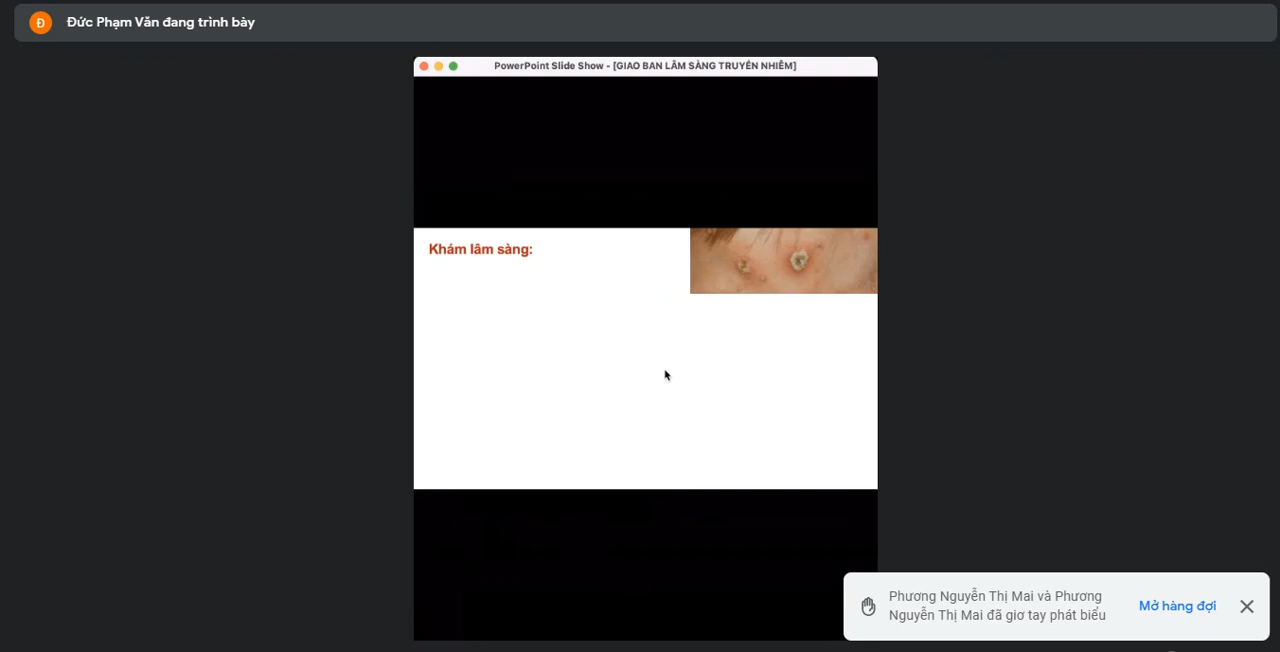 Đ
Đức Phạm Văn đang trình bày
PowerPoint Slide Show - [GIAO BAN LÂM SÀNG TRUYỀN NHIỄM]
Khám lâm sàng:
Phương Nguyễn Thị Mai và Phương
Nguyễn Thị Mai đã giơ tay phát biểu
Mở hàng đợi